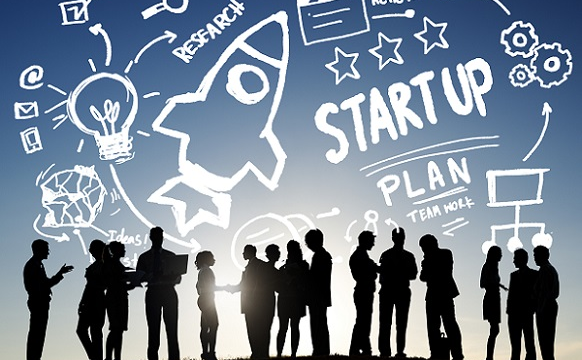 RESEARCH
START UP
PLAN
TEAM WORK
Ideas!